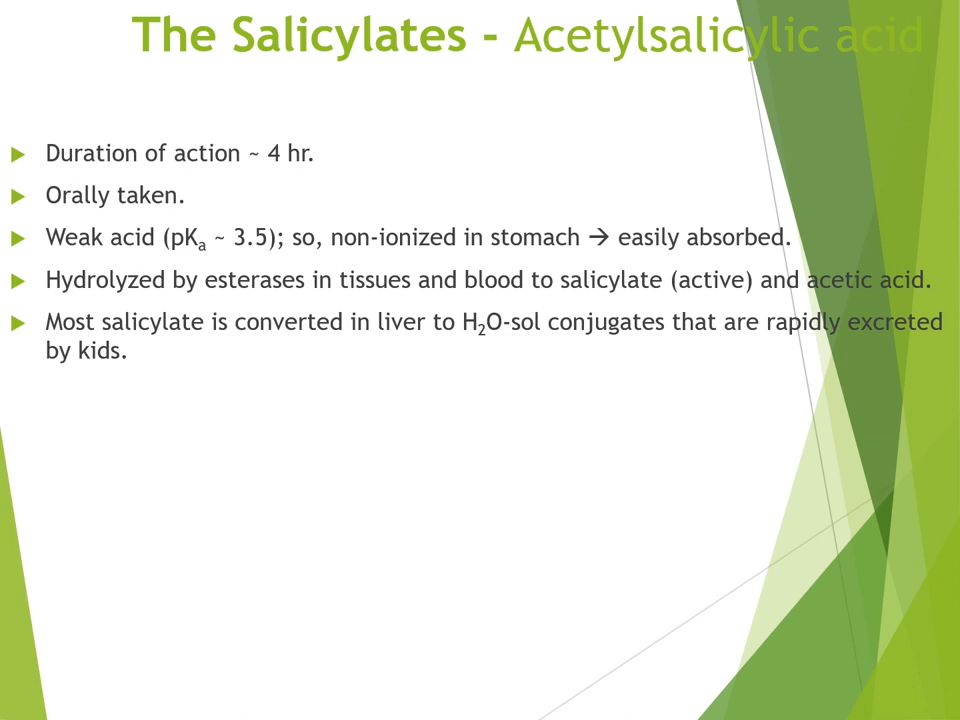 The Salicylates - Acetylsalicylic acid
Duration of action ~ 4 hr.
Orally taken.
Weak acid (pKa ~ 3.5); so, non-ionized in stomach → easily absorbed.
Hydrolyzed by esterases in tissues and blood to salicylate (active) and acetic acid.
Most salicylate is converted in liver to H2O-sol conjugates that are rapidly excreted
by kids.